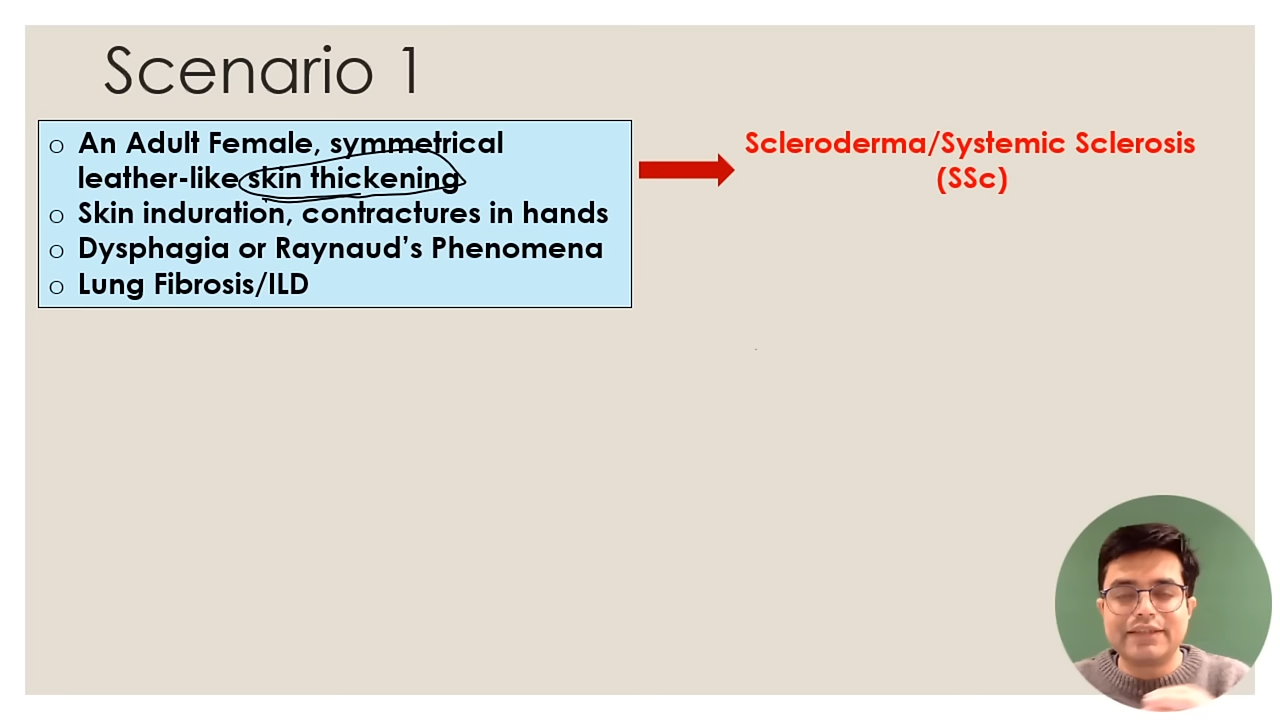 Scenario 1
o An Adult Female, symmetrical
leather-like skin thickening
o Skin induration, contractures in hands
o Dysphagia or Raynaud’s Phenomena
o Lung Fibrosis/ILD
Scleroderma/Systemic Sclerosis
(SSc)